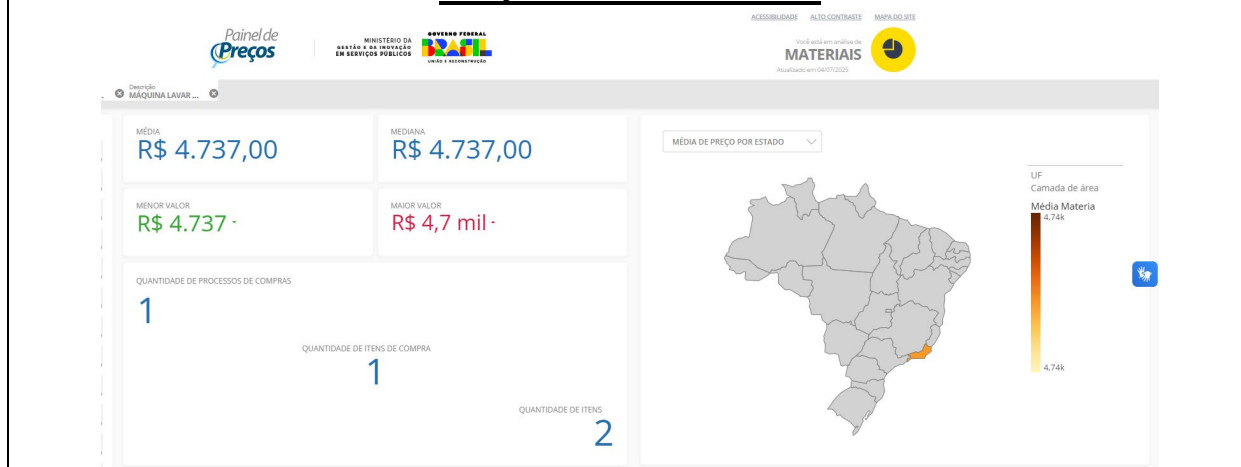 ACESSIBLIDADE ALTO CONTRASTE MAPA DO SITE
Painel de
Preços
MINISTÉRIO DA
GESTÃO E DA INOVAÇÃO
EM SERVIÇOS PÚBLICOS
GOVERNO FEDERAL
BRASIL
UNIÃO E RECONSTRUÇÃO
Você está em análise de
MATERIAIS
Atualizado em 04/07/2025
Descrição
MÁQUINA LAVAR ...
MÉDIA
R$ 4.737,00
MEDIANA
R$ 4.737,00
MENOR VALOR
R$ 4.737 -
MAIOR VALOR
R$ 4,7 mil -
QUANTIDADE DE PROCESSOS DE COMPRAS
1
QUANTIDADE DE ITENS DE COMPRA
1
QUANTIDADE DE ITENS
2
MÉDIA DE PREÇO POR ESTADO
UF
Camada de área
Média Materia
4,74k
4,74k